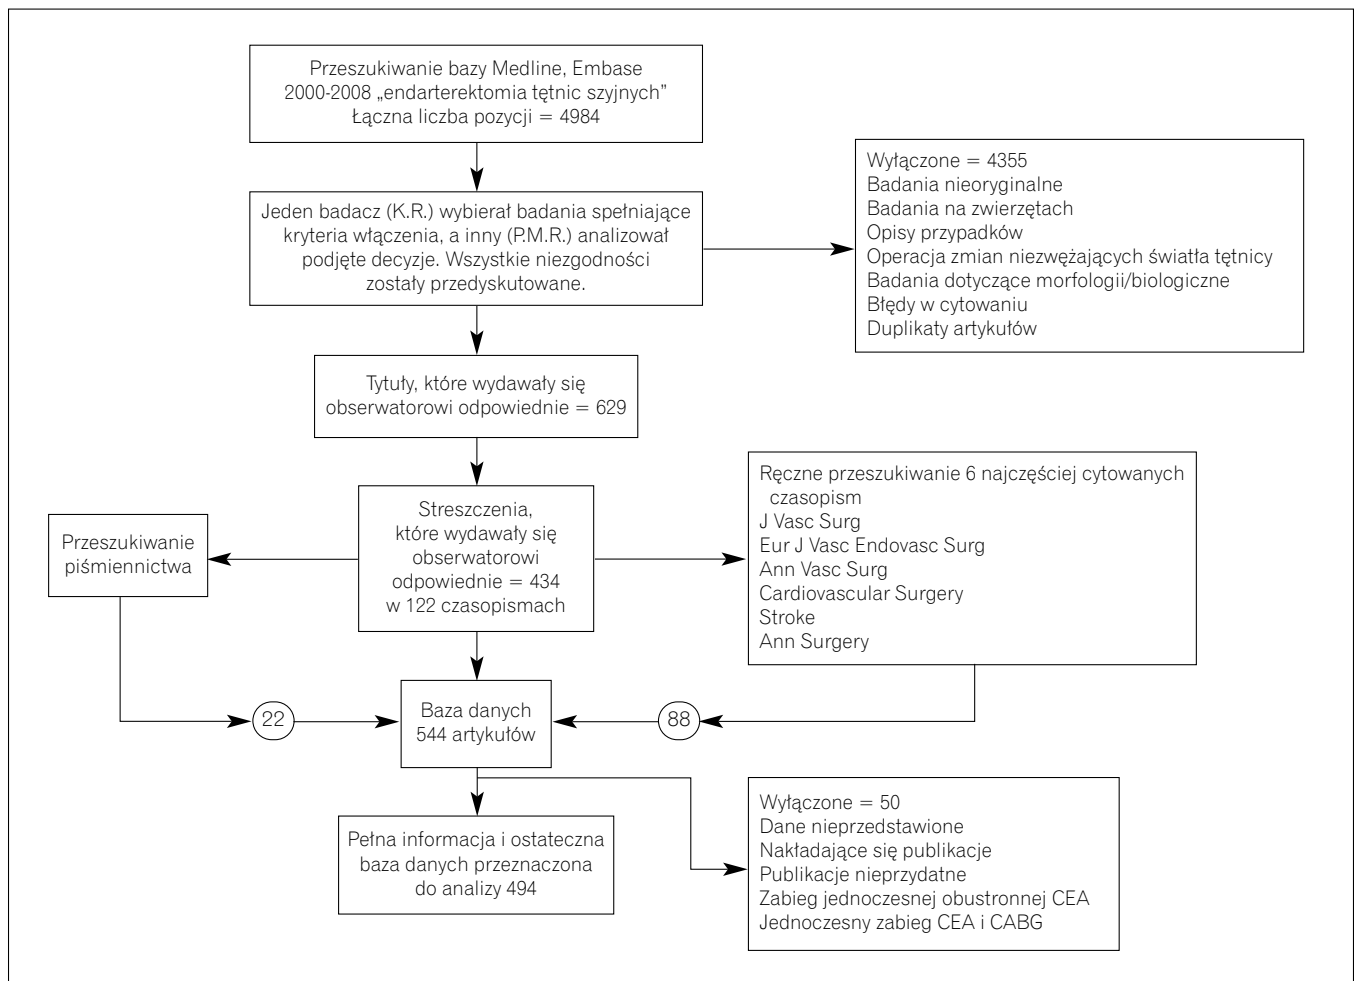 Przeszukiwanie bazy Medline, Embase
2000-2008 „endarterektomia tętnic szyjnych”
Łączna liczba pozycji = 4984
Wyłączone = 4355
Badania nieoryginalne
Badania na zwierzętach
Opisy przypadków
Operacja zmian niezwężających światła tętnicy
Badania dotyczące morfologii/biologiczne
Błędy w cytowaniu
Duplikaty artykułów
Jeden badacz (K.R.) wybierał badania spełniające
kryteria włączenia, a inny (P.M.R.) analizował
podjęte decyzje. Wszystkie niezgodności
zostały przedyskutowane.
Tytuły, które wydawały się
obserwatorowi odpowiednie = 629
Przeszukiwanie
piśmiennictwa
Streszczenia,
które wydawały się
obserwatorowi
odpowiednie = 434
w 122 czasopismach
Ręczne przeszukiwanie 6 najczęściej cytowanych
czasopism
J Vasc Surg
Eur J Vasc Endovasc Surg
Ann Vasc Surg
Cardiovascular Surgery
Stroke
Ann Surgery
22
Baza danych
544 artykułów
88
Pełna informacja i ostateczna
baza danych przeznaczona
do analizy 494
Wyłączone = 50
Dane nieprzedstawione
Nakładające się publikacje
Publikacje nieprzydatne
Zabieg jednoczesnej obustronnej CEA
Jednoczesny zabieg CEA i CABG